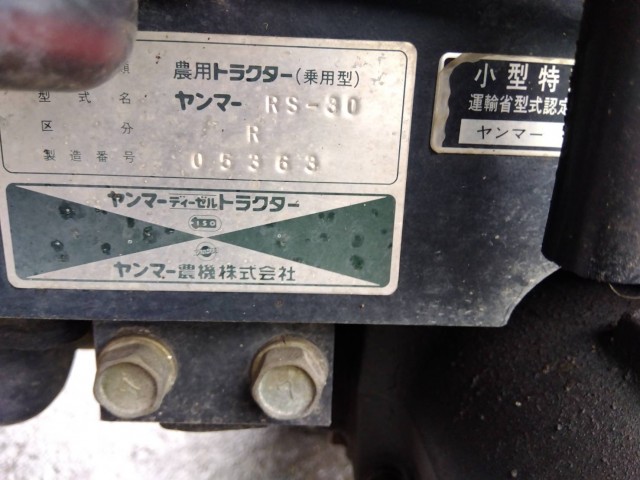 類 農用トラクター(乗用型)
型式名 ヤンマー RS-30
区分 R
製造番号 05363
ヤンマーディーゼルトラクター
ISO
ヤンマー農機株式会社
小型特
運輸省型式認定
ヤンマー